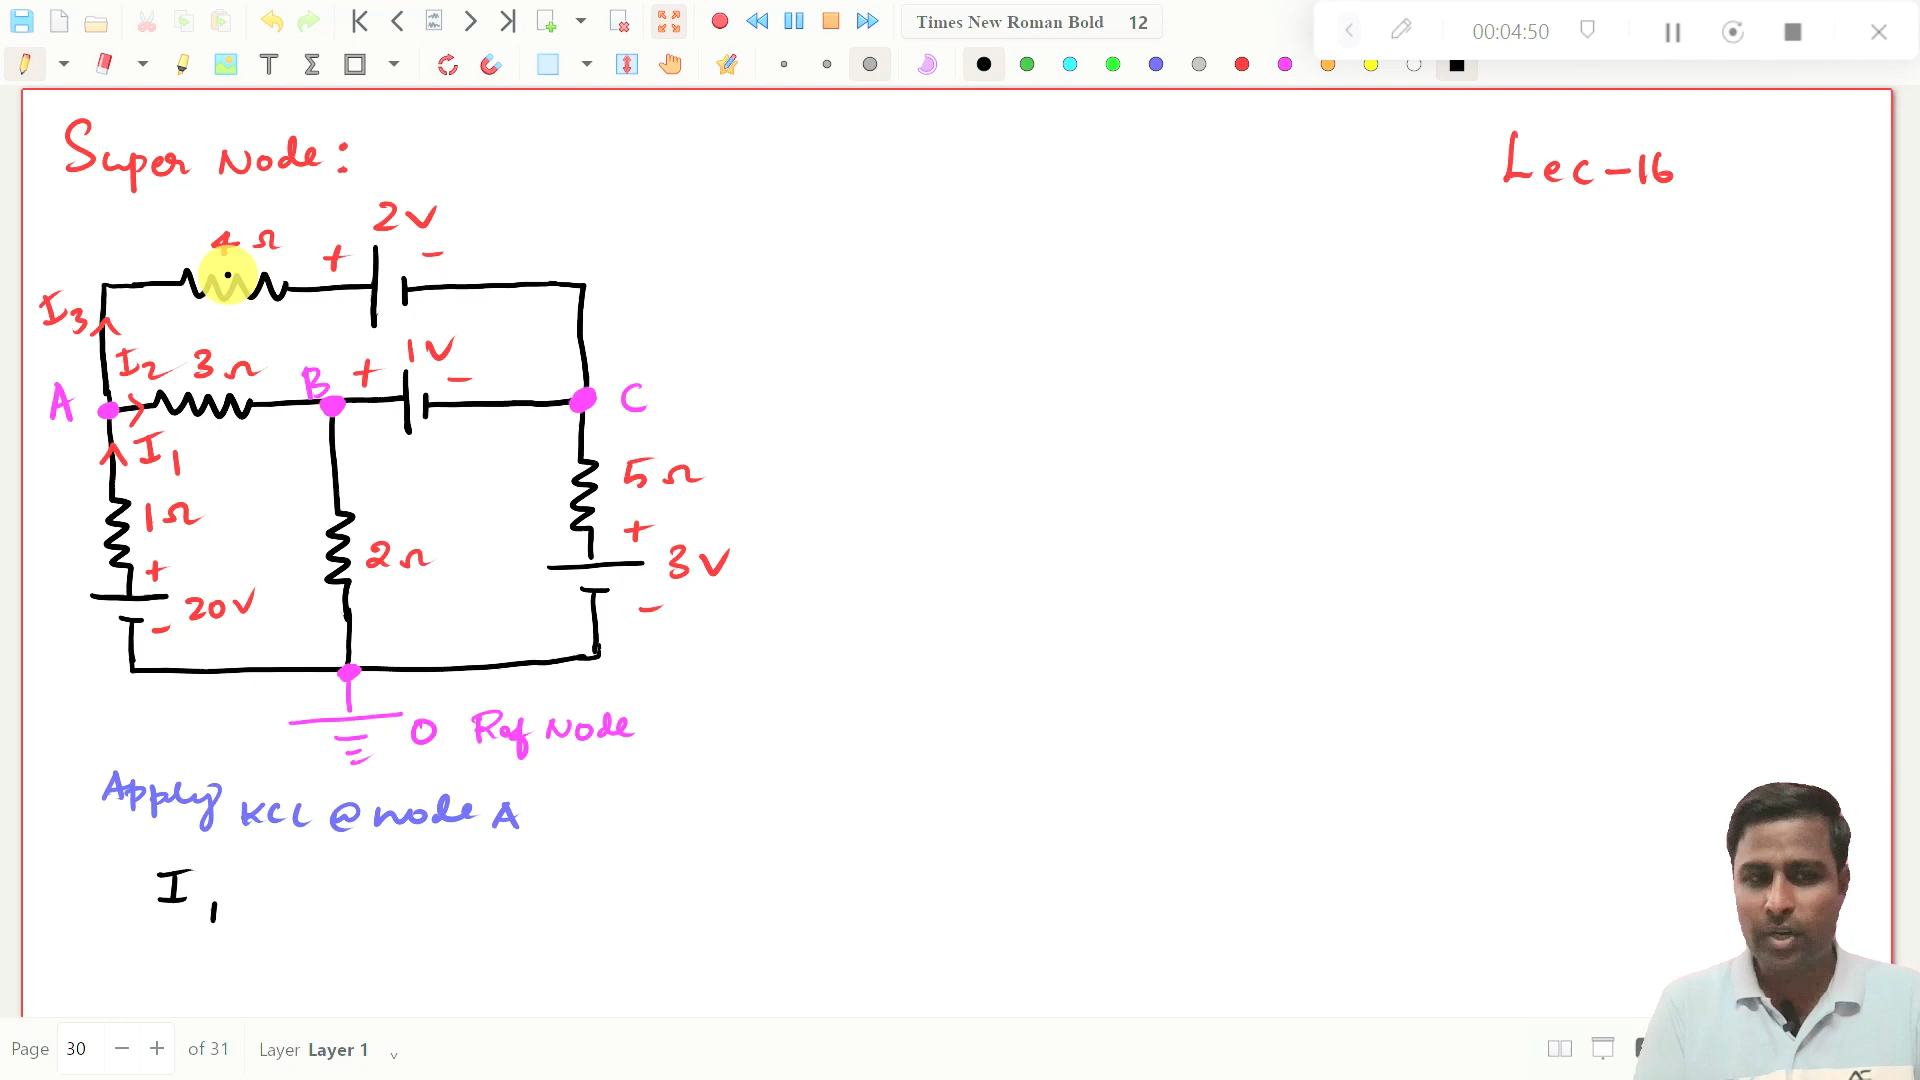 Times New Roman Bold 12
00:04:50
Super Node:
Lec-16
2V
4Ω
+ -
I3
1V
I2 3Ω
B + -
A
C
I1
5Ω
1Ω
+
2Ω
+
3V
20V
-
-
0 Ref Node
Apply KCL @ node A
I1
Page 30 of 31 Layer Layer 1